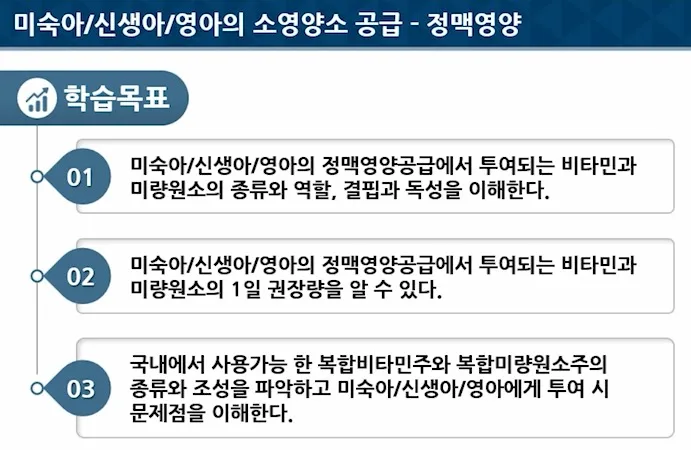 미숙아/신생아/영아의 소영양소 공급 - 정맥영양
학습목표
01
미숙아/신생아/영아의 정맥영양공급에서 투여되는 비타민과
미량원소의 종류와 역할, 결핍과 독성을 이해한다.
02
미숙아/신생아/영아의 정맥영양공급에서 투여되는 비타민과
미량원소의 1일 권장량을 알 수 있다.
03
국내에서 사용가능 한 복합비타민주와 복합미량원소주의
종류와 조성을 파악하고 미숙아/신생아/영아에게 투여 시
문제점을 이해한다.